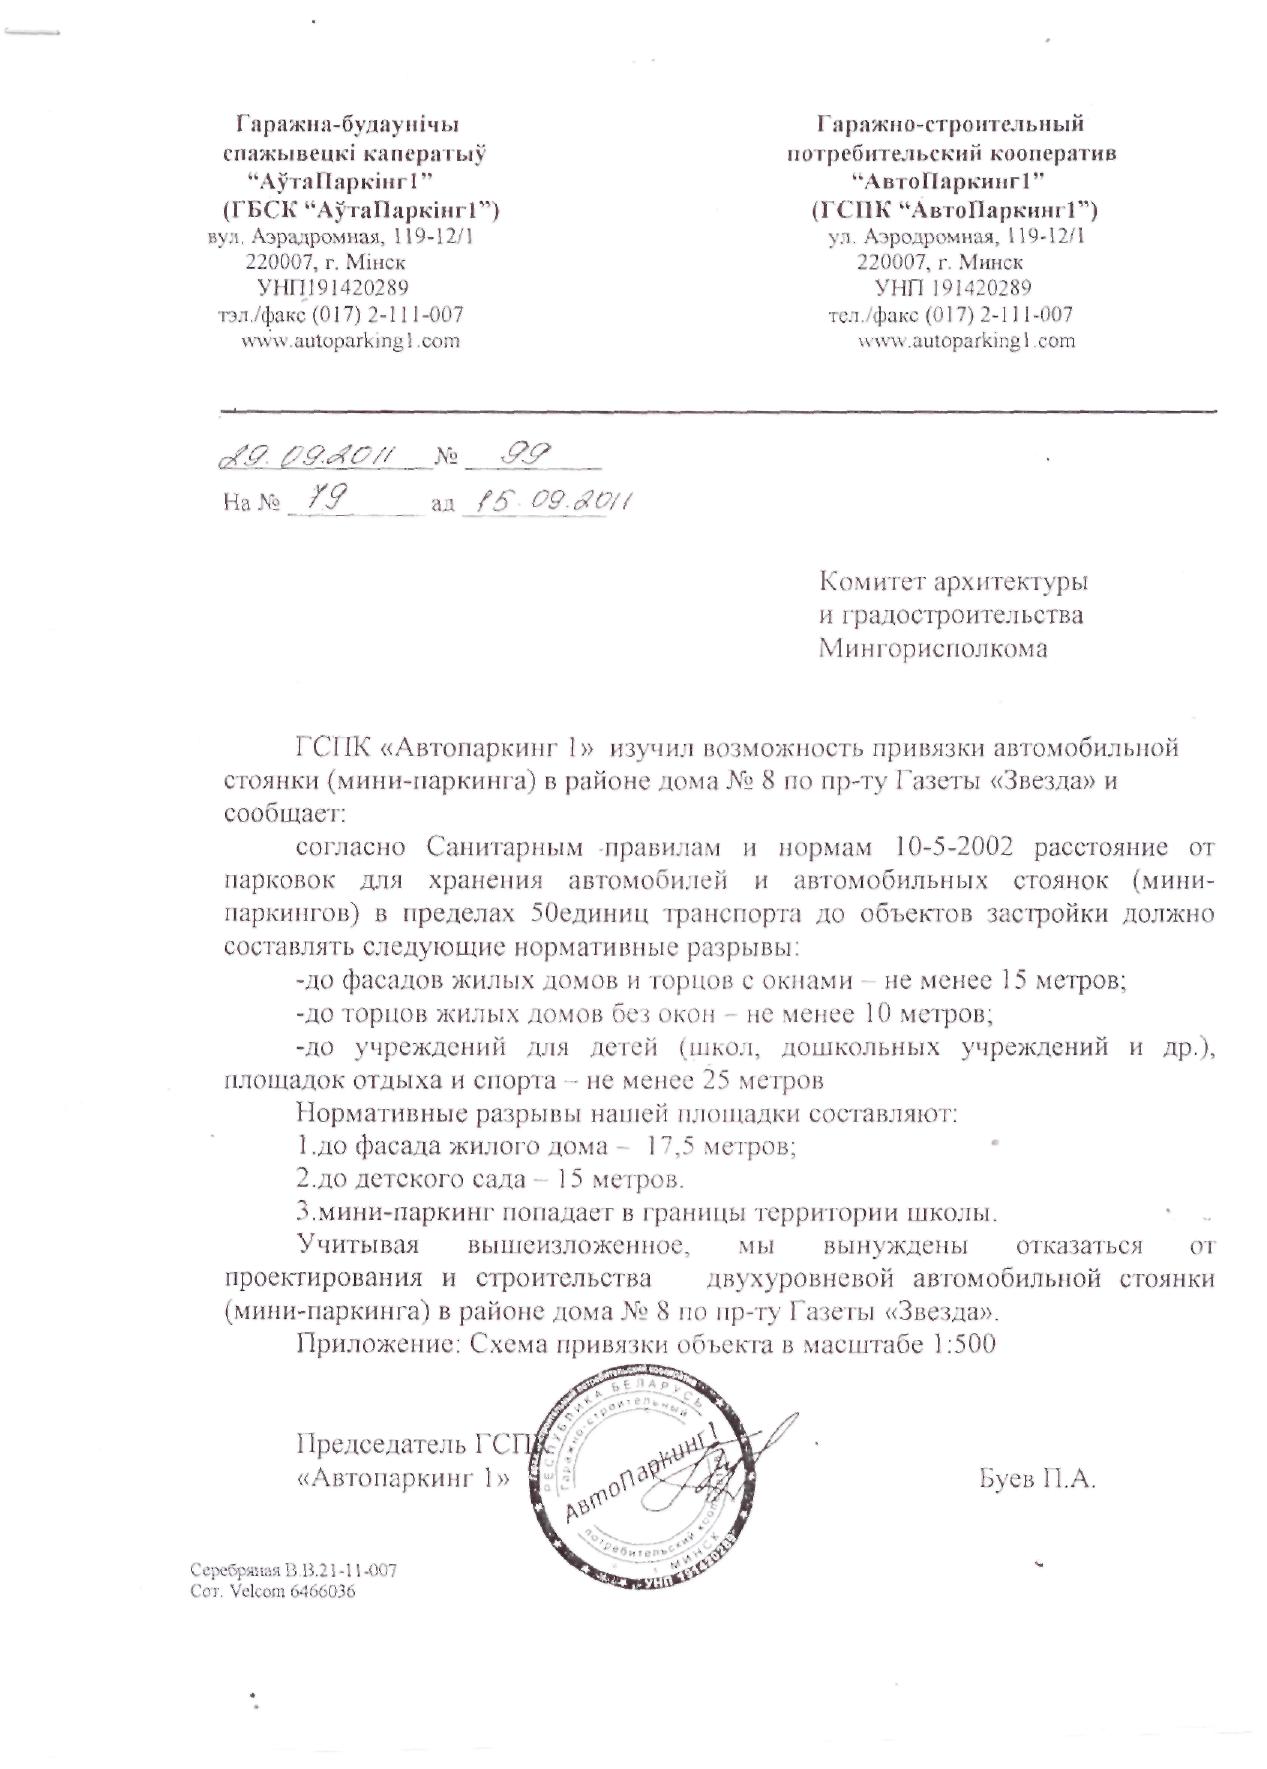 Гаражна-будаунічы
спажывецкі каператыў
“АўтаПаркінг1”
(ГБСК “АўтаПаркінг1”)
вул. Аэрадромная, 119-12/1
220007, г. Мінск
УНП191420289
тэл./факс (017) 2-111-007
www.autoparking1.com
Гаражно-строительный
потребительский кооператив
“АвтоПаркинг1”
(ГСПК “АвтоПаркинг1”)
ул. Аэродромная, 119-12/1
220007, г. Минск
УНП 191420289
тел./факс (017) 2-111-007
www.autoparking1.com
29.09.2011 № 99
На № 79 ад 15.09.2011
Комитет архитектуры
и градостроительства
Мингорисполкома
ГСПК «Автопаркинг 1» изучил возможность привязки автомобильной
стоянки (мини-паркинга) в районе дома № 8 по пр-ту Газеты «Звезда» и
сообщает:
согласно Санитарным правилам и нормам 10-5-2002 расстояние от
парковок для хранения автомобилей и автомобильных стоянок (мини-
паркингов) в пределах 50единиц транспорта до объектов застройки должно
составлять следующие нормативные разрывы:
-до фасадов жилых домов и торцов с окнами – не менее 15 метров;
-до торцов жилых домов без окон – не менее 10 метров;
-до учреждений для детей (школ, дошкольных учреждений и др.),
площадок отдыха и спорта – не менее 25 метров
Нормативные разрывы нашей площадки составляют:
1.до фасада жилого дома – 17,5 метров;
2.до детского сада – 15 метров.
3.мини-паркинг попадает в границы территории школы.
Учитывая вышеизложенное, мы вынуждены отказаться от
проектирования и строительства двухуровневой автомобильной стоянки
(мини-паркинга) в районе дома № 8 по пр-ту Газеты «Звезда».
Приложение: Схема привязки объекта в масштабе 1:500
Председатель ГСПК
«Автопаркинг 1»
Буев П.А.
РЕСПУБЛИКА БЕЛАРУСЬ
Гаражно-строительный
АвтоПаркинг1
потребительский кооператив
г. МИНСК
УНП 191420289
Серебряная В.В.21-11-007
Сот. Velcom 6466036